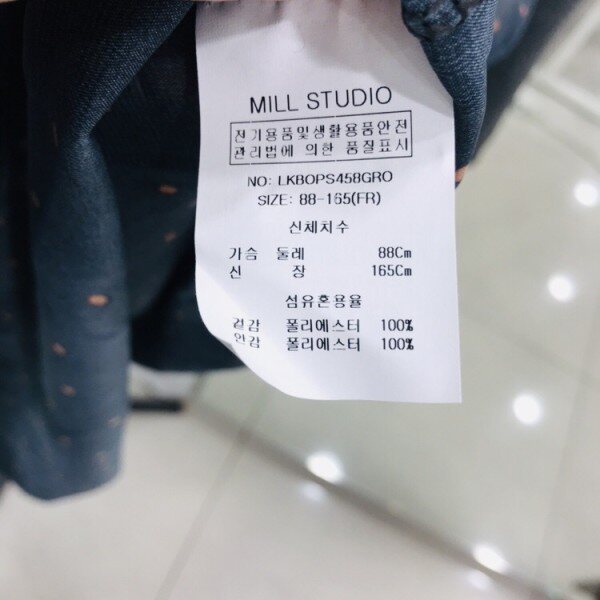 MILL STUDIO
전기용품및생활용품안전
관리법에 의한 품질표시
NO: LKBOPS458GRO
SIZE: 88-165(FR)
신체치수
가슴 둘레 88Cm
신 장 165Cm
섬유혼용율
겉감 폴리에스터 100%
안감 폴리에스터 100%